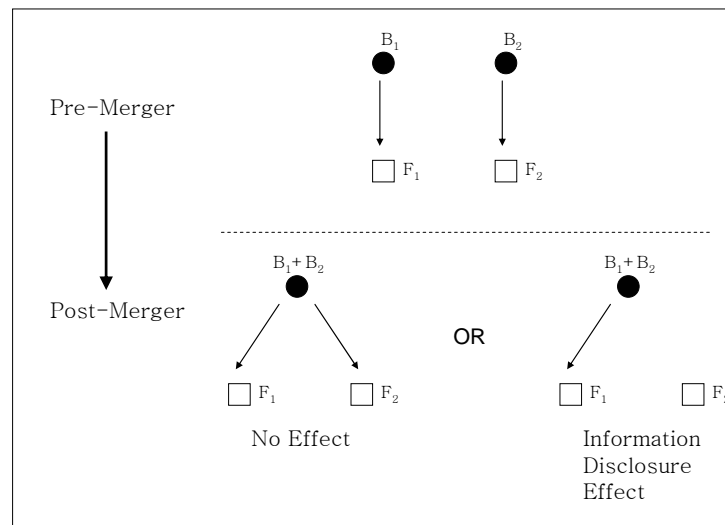 B₁ B₂
Pre-Merger
F₁ F₂
B₁+B₂ B₁+B₂
Post-Merger
OR
F₁ F₂ F₁
No Effect Information
Disclosure
Effect